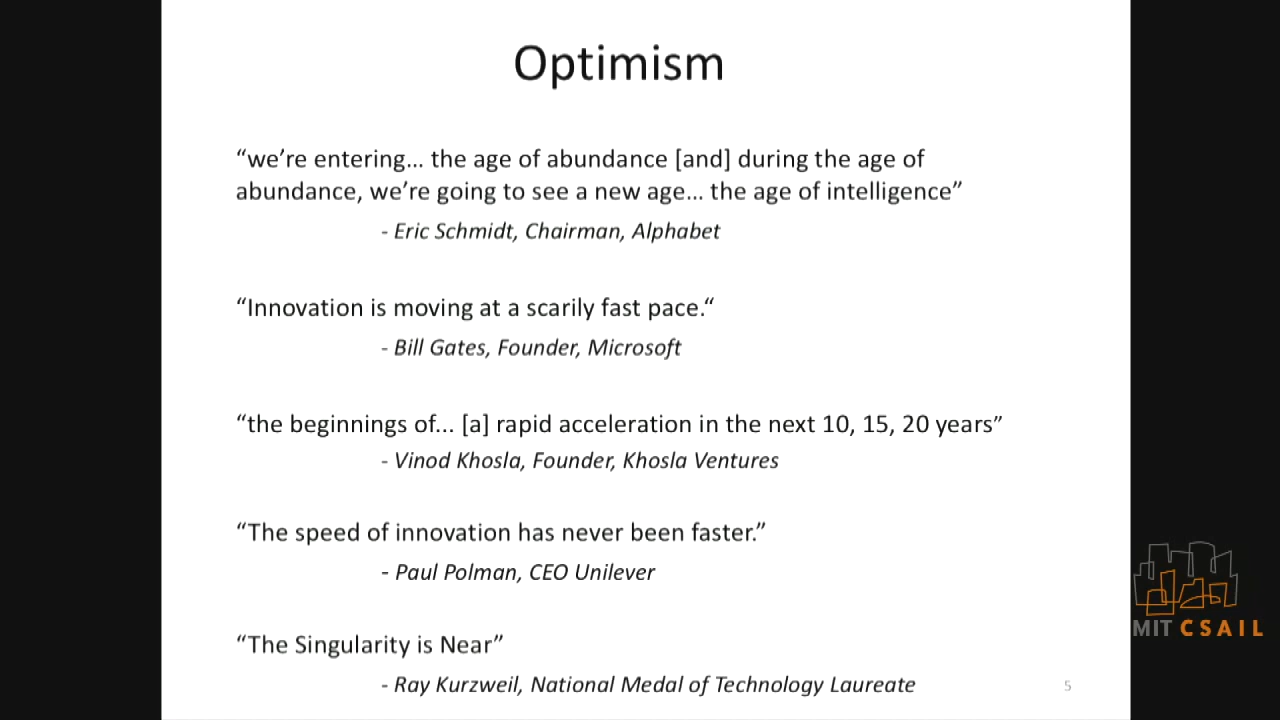 Optimism
“we’re entering... the age of abundance [and] during the age of
abundance, we’re going to see a new age... the age of intelligence”
- Eric Schmidt, Chairman, Alphabet
“Innovation is moving at a scarily fast pace.“
- Bill Gates, Founder, Microsoft
“the beginnings of... [a] rapid acceleration in the next 10, 15, 20 years”
- Vinod Khosla, Founder, Khosla Ventures
“The speed of innovation has never been faster.”
- Paul Polman, CEO Unilever
“The Singularity is Near”
- Ray Kurzweil, National Medal of Technology Laureate
5
MIT CSAIL